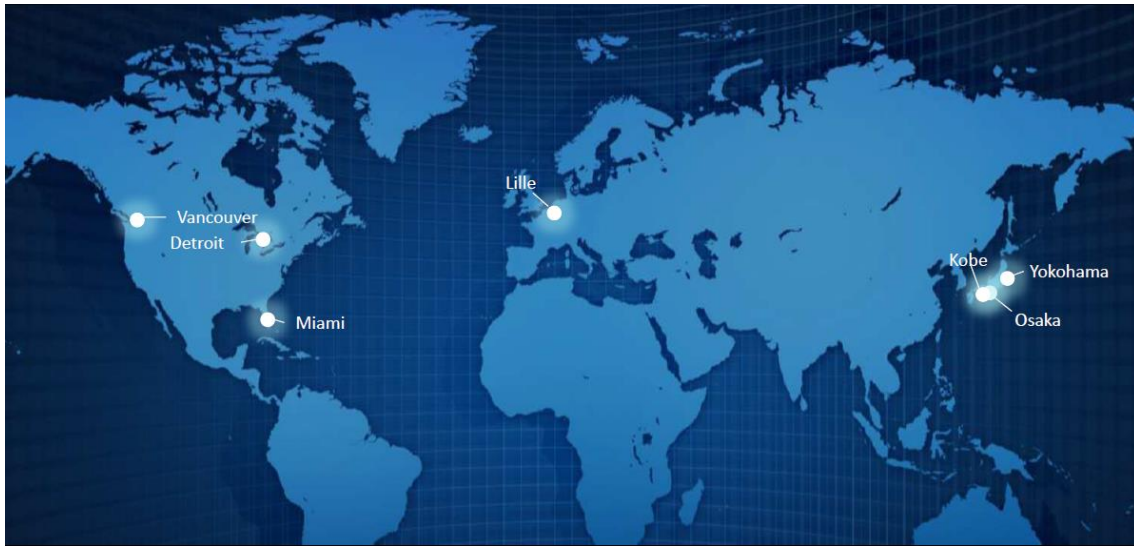 Lille
Vancouver
Detroit
Kobe
Yokohama
Osaka
Miami